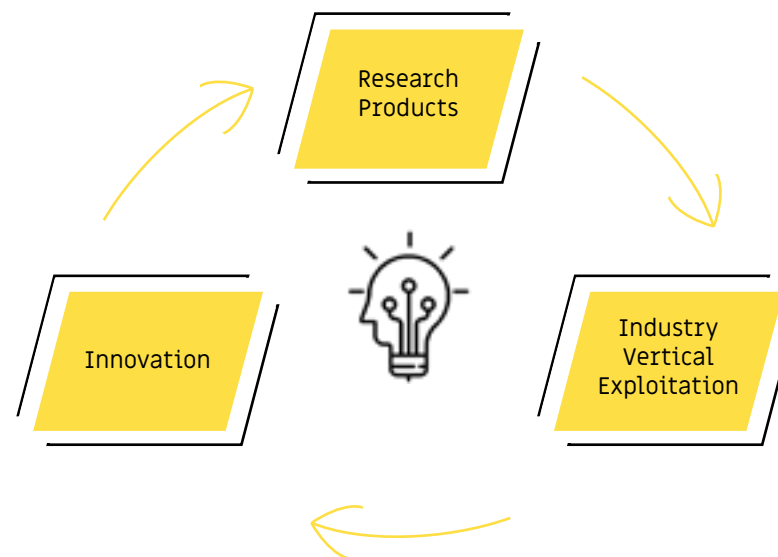 Research
Products
Innovation
Industry
Vertical
Exploitation